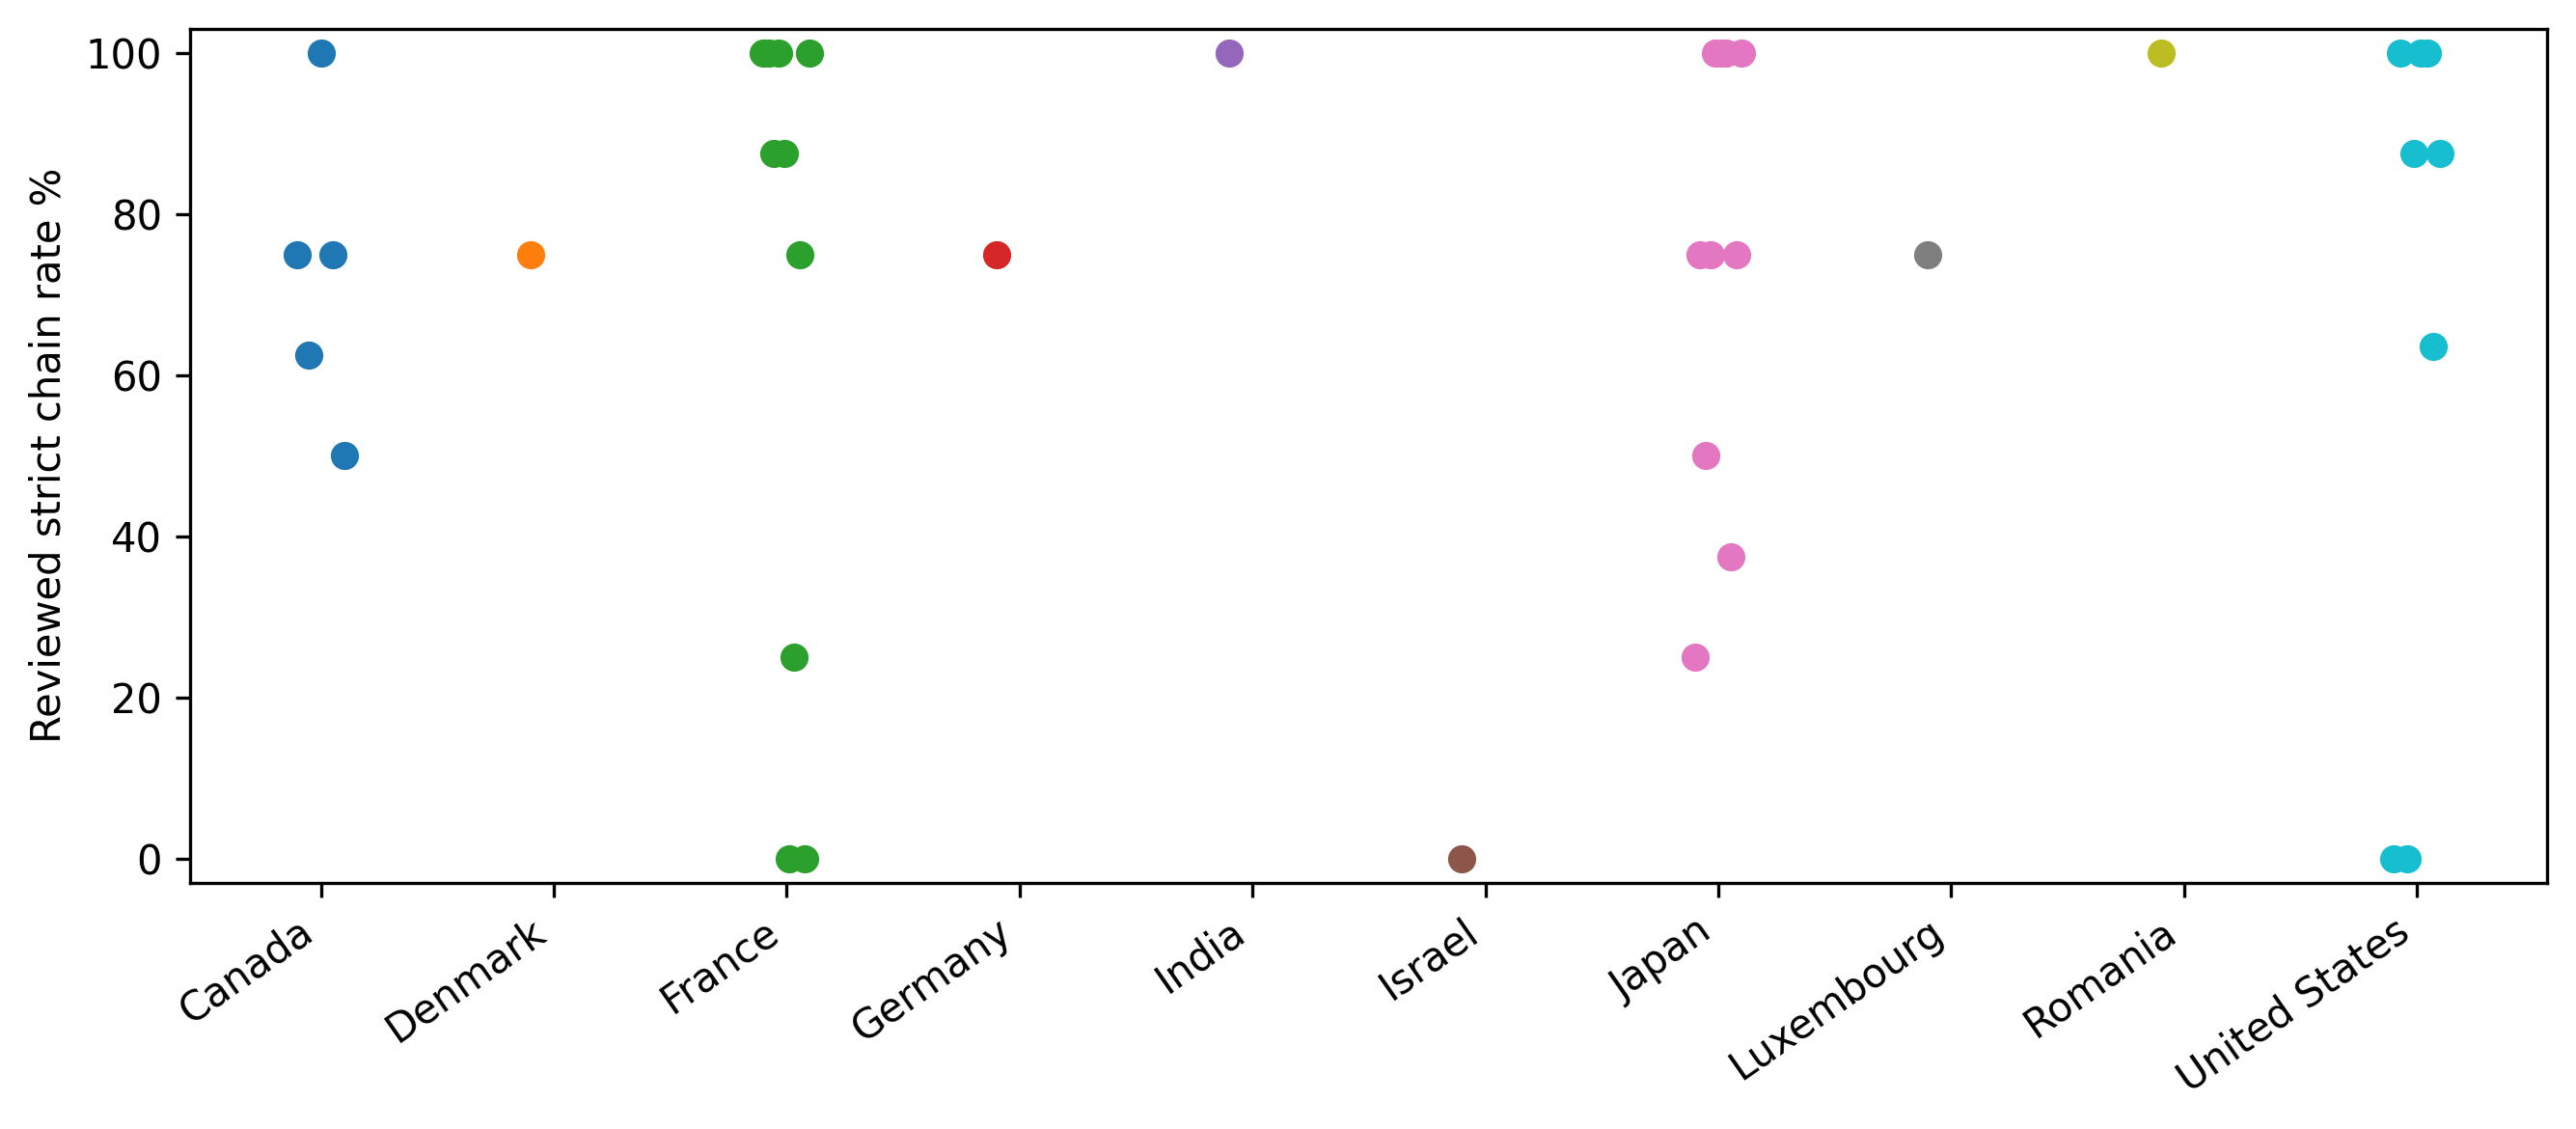 Reviewed strict chain rate %
100
80
60
40
20
0
Canada
Denmark
France
Germany
India
Israel
Japan
Luxembourg
Romania
United States